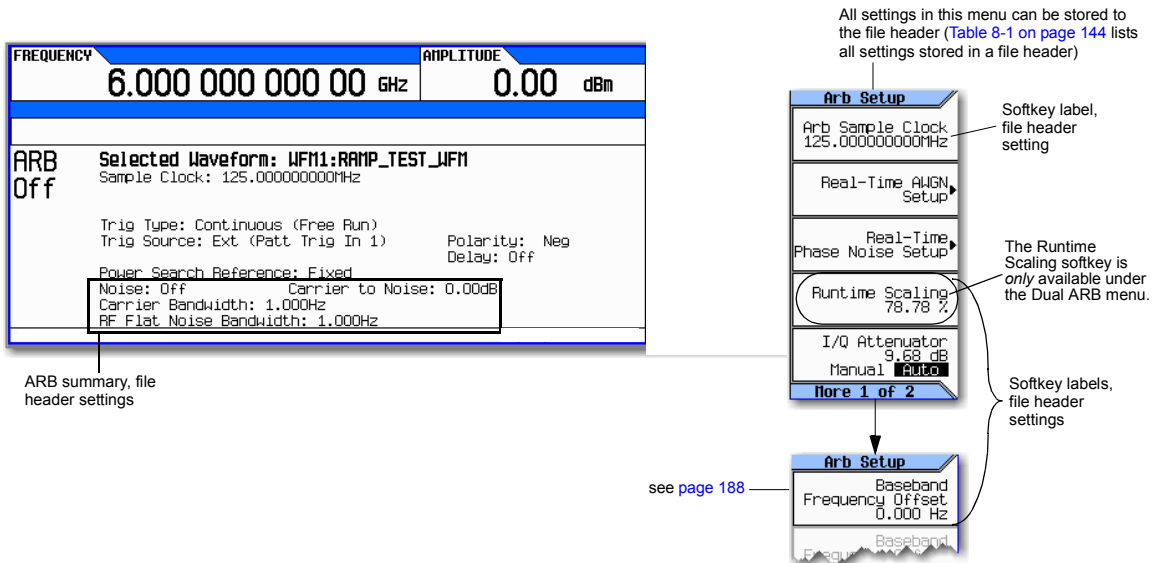 All settings in this menu can be stored to
the file header (Table 8-1 on page 144 lists
all settings stored in a file header)
FREQUENCY
AMPLITUDE
6.000 000 000 00 GHz
0.00 dBm
ARB
Off
Selected Waveform: WFM1:RAMP_TEST_WFM
Sample Clock: 125.000000000MHz
Trig Type: Continuous (Free Run)
Trig Source: Ext (Patt Trig In 1) Polarity: Neg
Delay: Off
Power Search Reference: Fixed
Noise: Off Carrier to Noise: 0.00dB
Carrier Bandwidth: 1.000Hz
RF Flat Noise Bandwidth: 1.000Hz
ARB summary, file
header settings
Arb Setup
Arb Sample Clock
125.000000000MHz
Real-Time AWGN
Setup
Real-Time
Phase Noise Setup
Runtime Scaling
78.78 %
I/Q Attenuator
9.68 dB
Manual Auto
More 1 of 2
Softkey label,
file header
setting
The Runtime
Scaling softkey is
only available under
the Dual ARB menu.
Softkey labels,
file header
settings
Arb Setup
see page 188
Baseband
Frequency Offset
0.000 Hz
Baseband